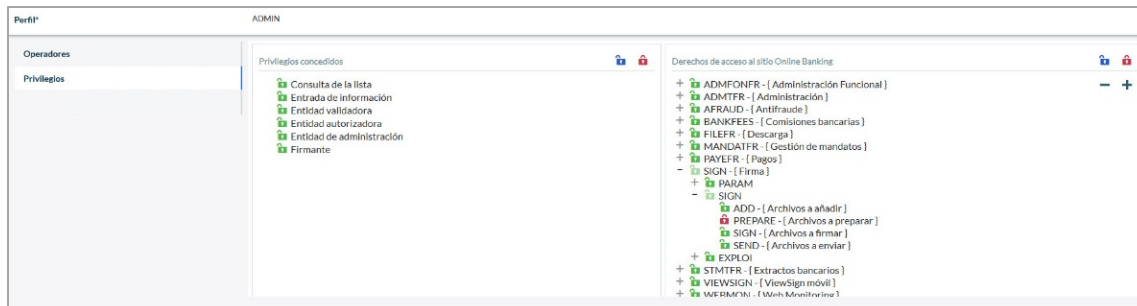 Perfil*
ADMIN
Operadores
Privilegios
Privilegios concedidos
Consulta de la lista
Entrada de información
Entidad validadora
Entidad autorizadora
Entidad de administración
Firmante
Derechos de acceso al sitio Online Banking
ADMFONFR - { Administración Funcional }
ADMTFR - { Administración }
AFRAUD - { Antifraude }
BANKFEES - { Comisiones bancarias }
FILEFR - { Descarga }
MANDATFR - { Gestión de mandatos }
PAYEFR - { Pagos }
SIGN - { Firma }
PARAM
SIGN
ADD - { Archivos a añadir }
PREPARE - { Archivos a preparar }
SIGN - { Archivos a firmar }
SEND - { Archivos a enviar }
EXPLOI
STMTFR - { Extractos bancarios }
VIEWSIGN - { ViewSign móvil }
WEBMON - { Web Monitoring }